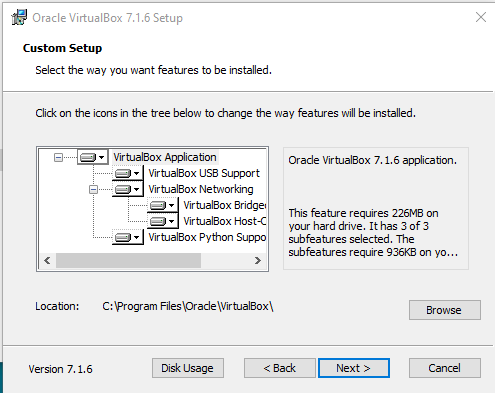 Oracle VirtualBox 7.1.6 Setup
Custom Setup
Select the way you want features to be installed.
Click on the icons in the tree below to change the way features will be installed.
VirtualBox Application
VirtualBox USB Support
VirtualBox Networking
VirtualBox Bridge
VirtualBox Host-C
VirtualBox Python Suppo
Oracle VirtualBox 7.1.6 application.
This feature requires 226MB on
your hard drive. It has 3 of 3
subfeatures selected. The
subfeatures require 936KB on yo...
Location: C:\Program Files\Oracle\VirtualBox\
Browse
Version 7.1.6
Disk Usage
< Back
Next >
Cancel